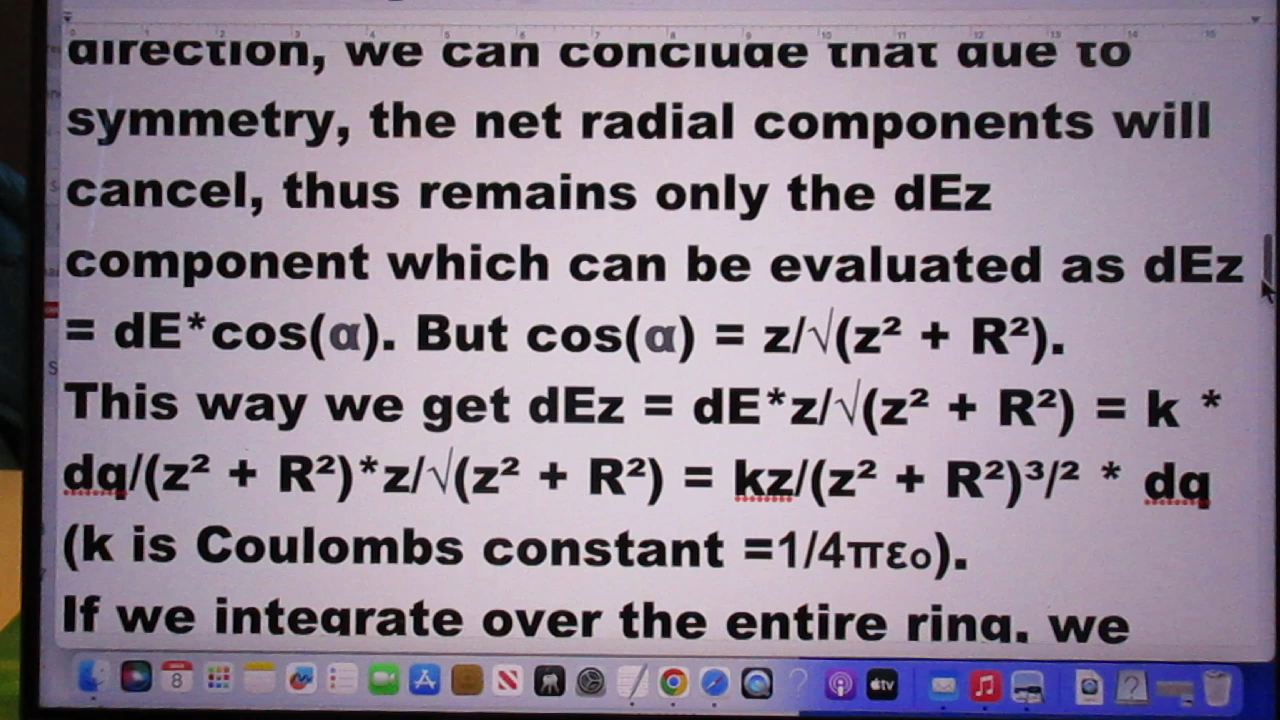 direction, we can conclude that due to
symmetry, the net radial components will
cancel, thus remains only the dEz
component which can be evaluated as dEz
= dE*cos(α). But cos(α) = z/√(z² + R²).
This way we get dEz = dE*z/√(z² + R²) = k *
dq/(z² + R²)*z/√(z² + R²) = kz/(z² + R²)³/² * dq
(k is Coulombs constant =1/4πεo).
If we integrate over the entire ring, we
8
tv